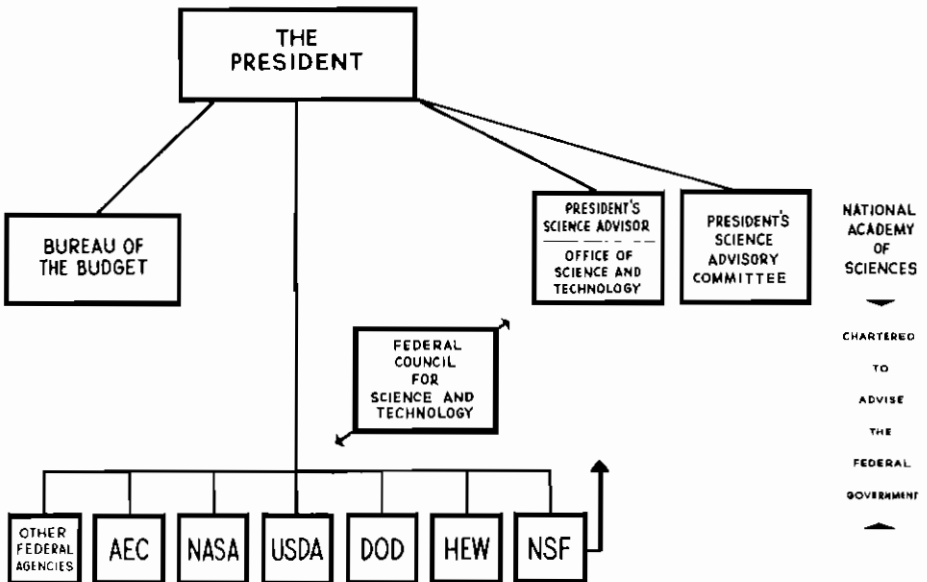 THE
PRESIDENT
BUREAU OF
THE BUDGET
PRESIDENT'S
SCIENCE ADVISOR
OFFICE OF
SCIENCE AND
TECHNOLOGY
PRESIDENT'S
SCIENCE
ADVISORY
COMMITTEE
NATIONAL
ACADEMY
OF
SCIENCES
CHARTERED
TO
ADVISE
THE
FEDERAL
GOVERNMENT
FEDERAL
COUNCIL
FOR
SCIENCE AND
TECHNOLOGY
OTHER
FEDERAL
AGENCIES
AEC
NASA
USDA
DOD
HEW
NSF